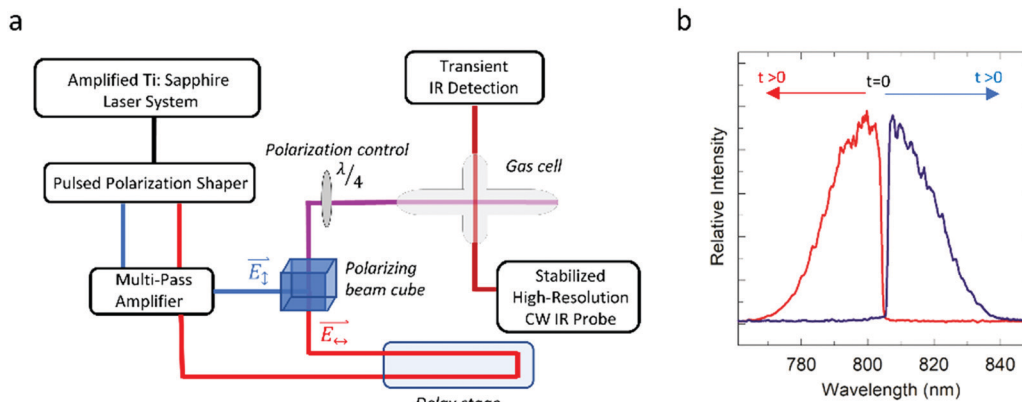 a
Amplified Ti: Sapphire
Laser System
Pulsed Polarization Shaper
Multi-Pass
Amplifier
E↕
E↔
Polarizing
beam cube
Delay stage
Polarization control
λ/4
Transient
IR Detection
Gas cell
Stabilized
High-Resolution
CW IR Probe
b
t >0
t=0
t >0
Relative Intensity
780
800
820
840
Wavelength (nm)